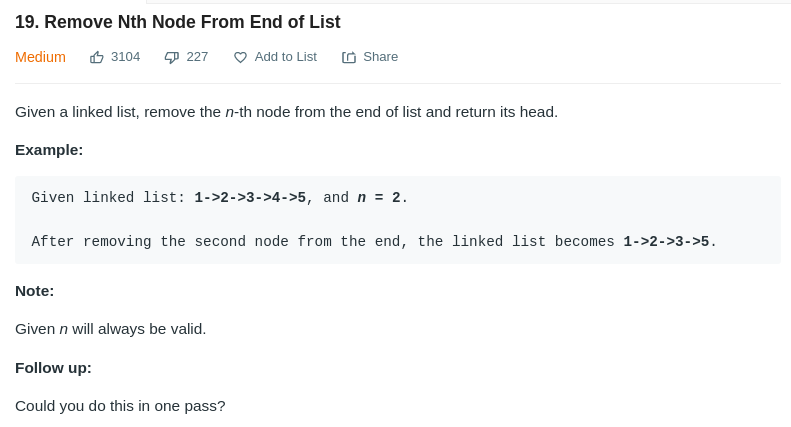 19. Remove Nth Node From End of List
Medium 3104 227 Add to List Share
Given a linked list, remove the n-th node from the end of list and return its head.
Example:
Given linked list: 1->2->3->4->5, and n = 2.
After removing the second node from the end, the linked list becomes 1->2->3->5.
Note:
Given n will always be valid.
Follow up:
Could you do this in one pass?